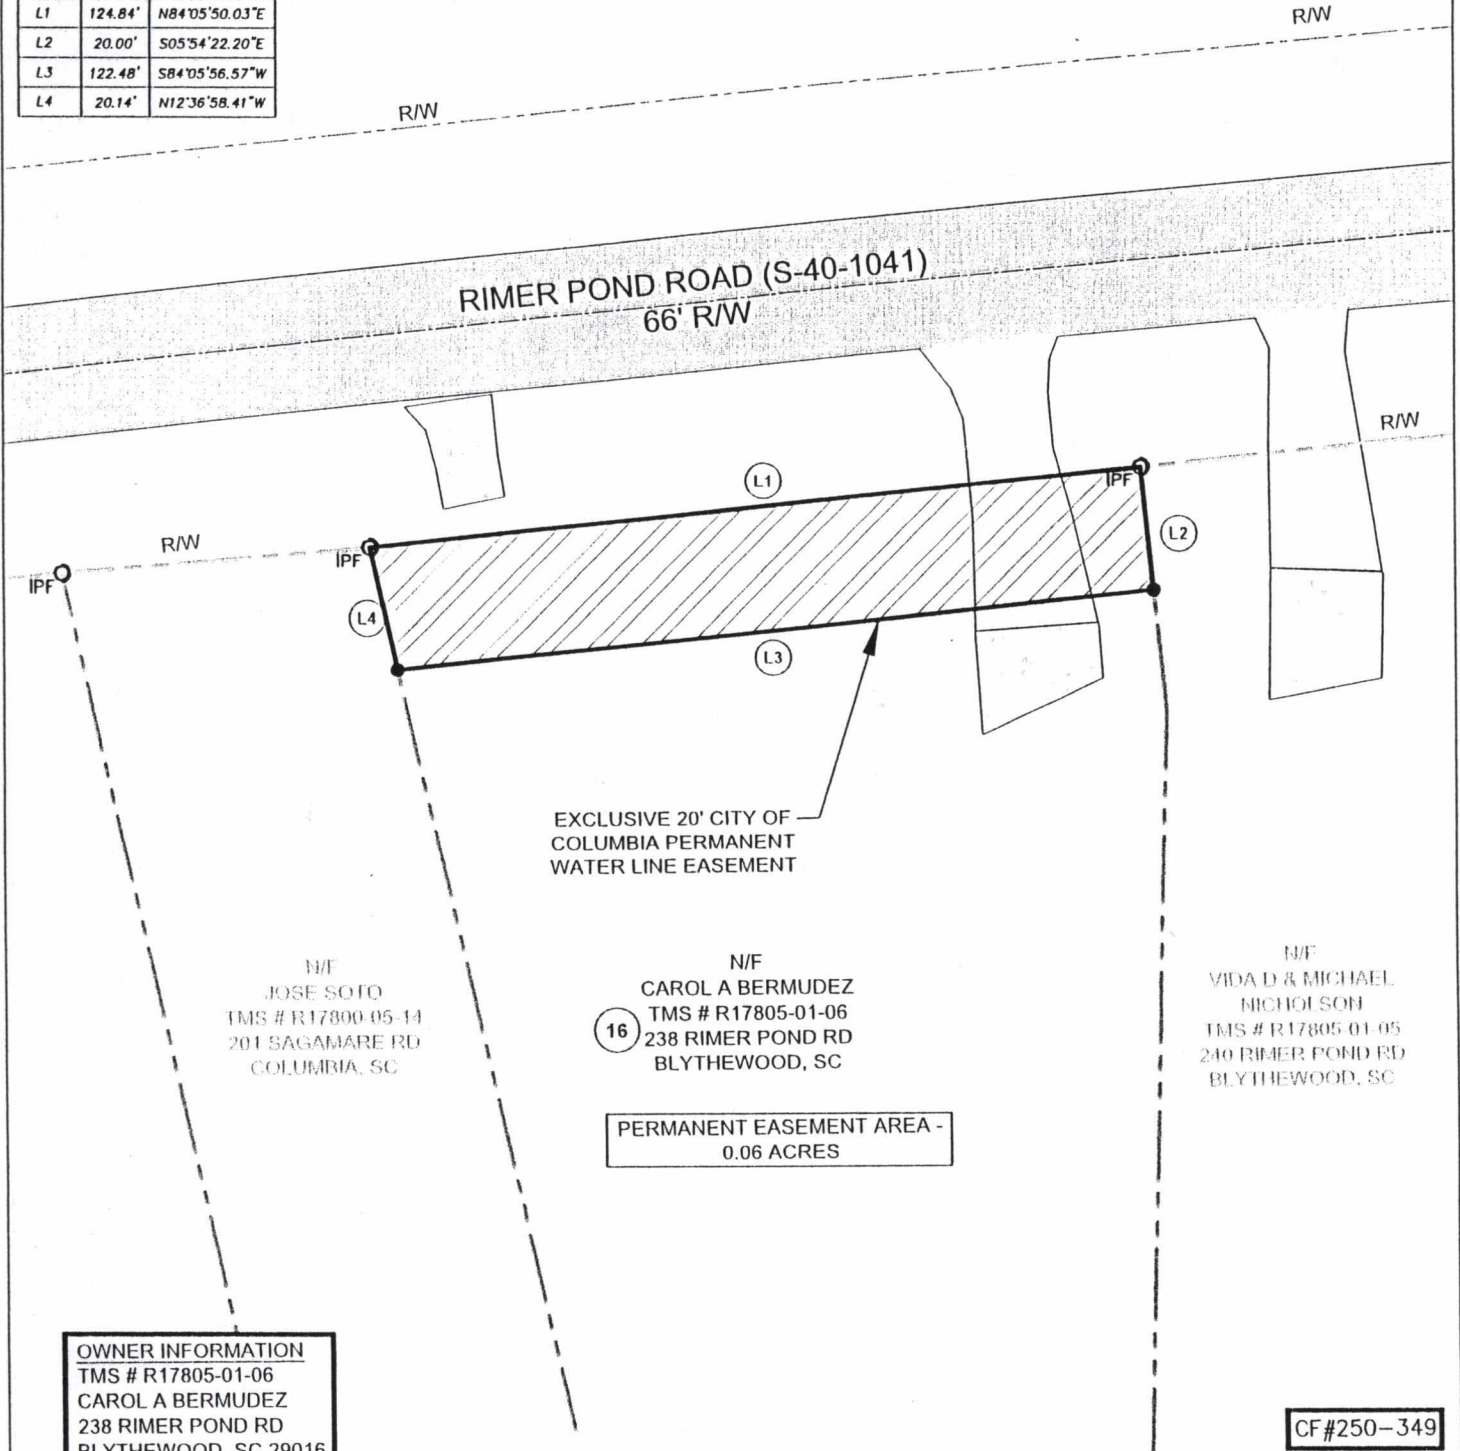 L1 124.84' N84°05'50.03"E
L2 20.00' S05°54'22.20"E
L3 122.48' S84°05'56.57"W
L4 20.14' N12°36'58.41"W
R/W
R/W
RIMER POND ROAD (S-40-1041)
66' R/W
R/W
L1
IPF
L2
R/W
IPF
IPF
L4
L3
EXCLUSIVE 20' CITY OF
COLUMBIA PERMANENT
WATER LINE EASEMENT
N/F
JOSE SOTO
TMS # R17800-05-14
201 SAGAMARE RD
COLUMBIA, SC
N/F
CAROL A BERMUDEZ
TMS # R17805-01-06
16 238 RIMER POND RD
BLYTHEWOOD, SC
N/F
VIDA D & MICHAEL
NICHOLSON
TMS # R17805-01-05
240 RIMER POND RD
BLYTHEWOOD, SC
PERMANENT EASEMENT AREA -
0.06 ACRES
OWNER INFORMATION
TMS # R17805-01-06
CAROL A BERMUDEZ
238 RIMER POND RD
BLYTHEWOOD, SC 29016
CF#250-349